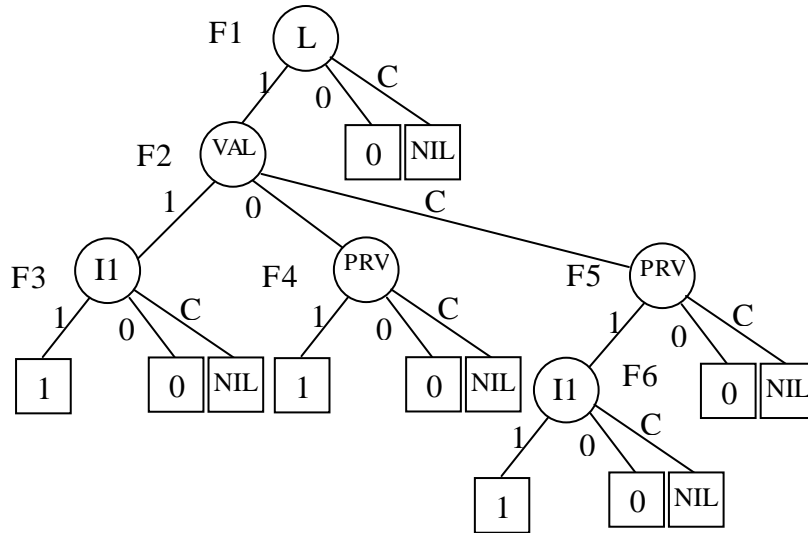 F1 L
1 0 C
F2 VAL 0 NIL
1 0 C
F3 I1 F4 PRV F5 PRV
1 0 C 1 0 C 1 0 C
1 0 NIL 1 0 NIL I1 F6 0 NIL
1 0 C
1 0 NIL